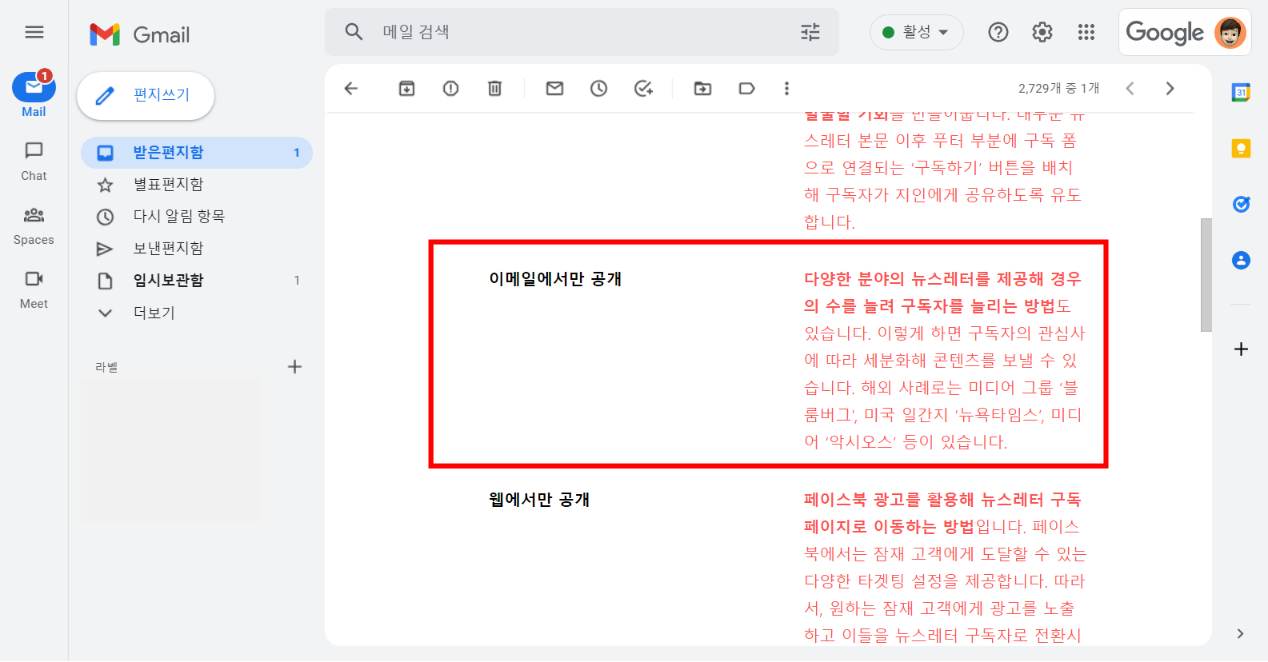 Gmail
메일 검색
활성
Google
1
Mail
Chat
Spaces
Meet
편지쓰기
받은편지함 1
별표편지함
다시 알림 항목
보낸편지함
임시보관함 1
더보기
라벨
2,729개 중 1개
31
발굴할 기회를 만들어줍니다. 대부분 뉴
스레터 본문 이후 푸터 부분에 구독 폼
으로 연결되는 ‘구독하기’ 버튼을 배치
해 구독자가 지인에게 공유하도록 유도
합니다.
이메일에서만 공개
다양한 분야의 뉴스레터를 제공해 경우
의 수를 늘려 구독자를 늘리는 방법도
있습니다. 이렇게 하면 구독자의 관심사
에 따라 세분화해 콘텐츠를 보낼 수 있
습니다. 해외 사례로는 미디어 그룹 ‘블
룸버그’, 미국 일간지 ‘뉴욕타임스’, 미디
어 ‘악시오스’ 등이 있습니다.
웹에서만 공개
페이스북 광고를 활용해 뉴스레터 구독
페이지로 이동하는 방법입니다. 페이스
북에서는 잠재 고객에게 도달할 수 있는
다양한 타겟팅 설정을 제공합니다. 따라
서, 원하는 잠재 고객에게 광고를 노출
하고 이들을 뉴스레터 구독자로 전환시